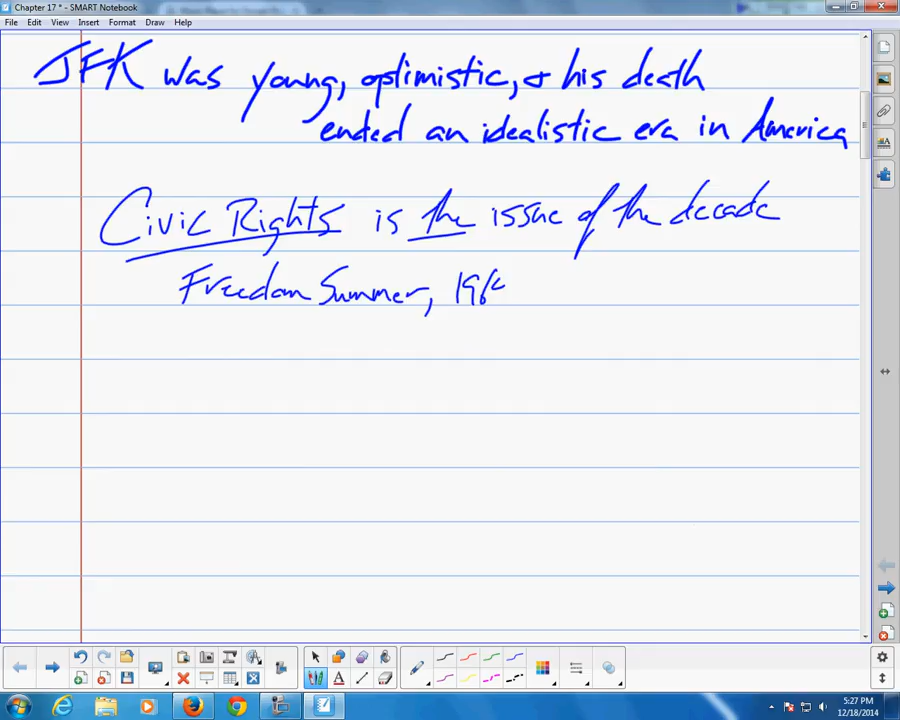 Chapter 17 * - SMART Notebook
File Edit View Insert Format Draw Help
JFK was young, optimistic, & his death
ended an idealistic era in America
Civic Rights is the issue of the decade
Freedom Summer, 196
5:27 PM
12/18/2014